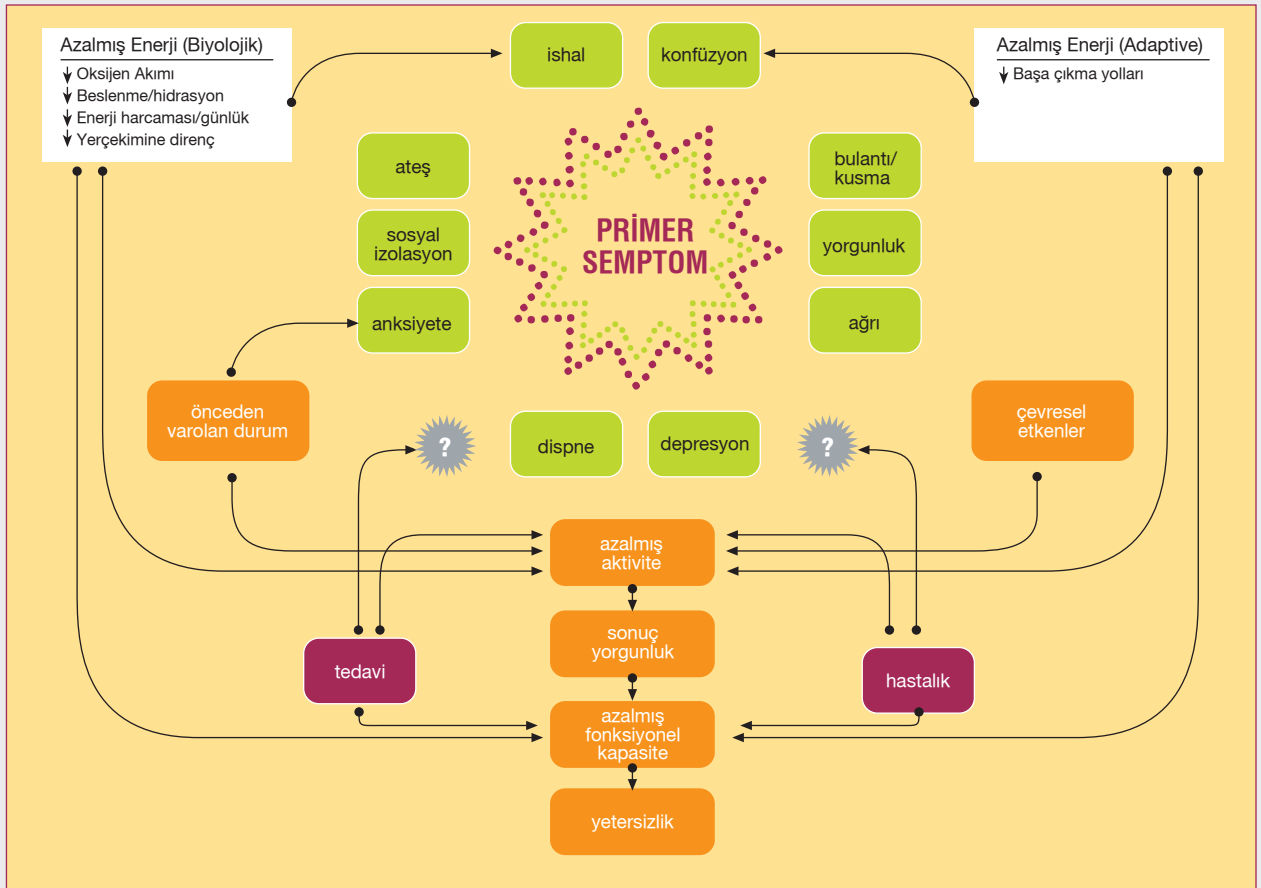 Azalmış Enerji (Biyolojik)
Oksijen Akımı
Beslenme/hidrasyon
Enerji harcaması/günlük
Yerçekimine direnç
ishal
konfüzyon
Azalmış Enerji (Adaptive)
Başa çıkma yolları
ateş
bulantı/
kusma
sosyal
izolasyon
PRİMER
SEMPTOM
yorgunluk
anksiyete
ağrı
önceden
varolan durum
?
dispne
depresyon
?
çevresel
etkenler
azalmış
aktivite
sonuç
yorgunluk
tedavi
hastalık
azalmış
fonksiyonel
kapasite
yetersizlik